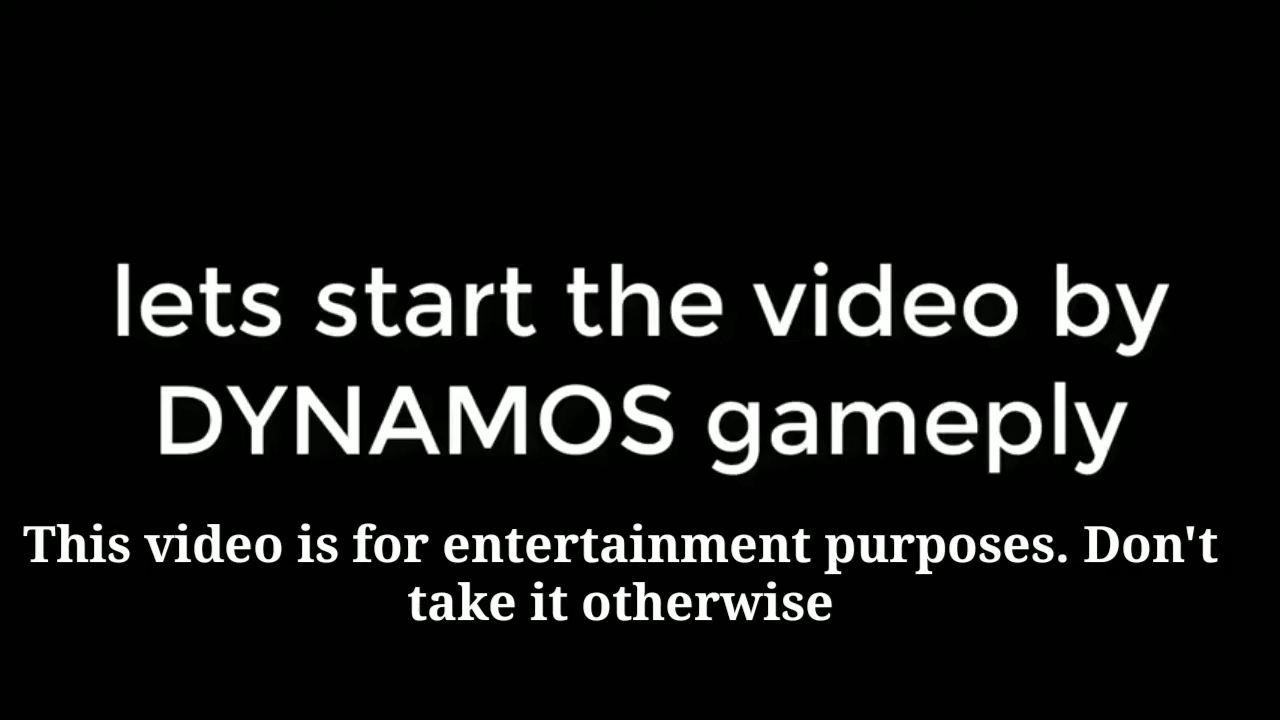 lets start the video by
DYNAMOS gameply
This video is for entertainment purposes. Don't
take it otherwise